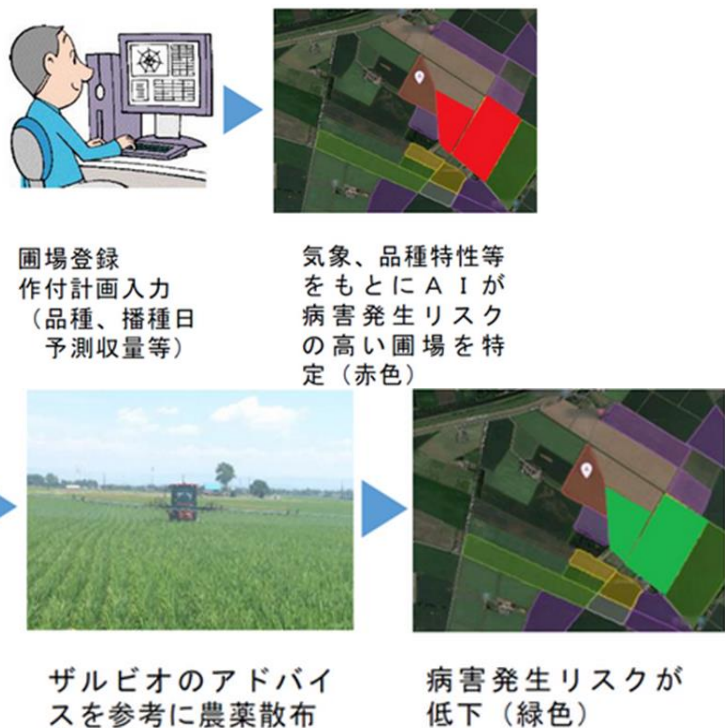 圃場登録
作付計画入力
(品種、播種日
予測収量等)
気象、品種特性等
をもとにAIが
病害発生リスク
の高い圃場を特
定(赤色)
ザルビオのアドバイ
スを参考に農薬散布
病害発生リスクが
低下(緑色)